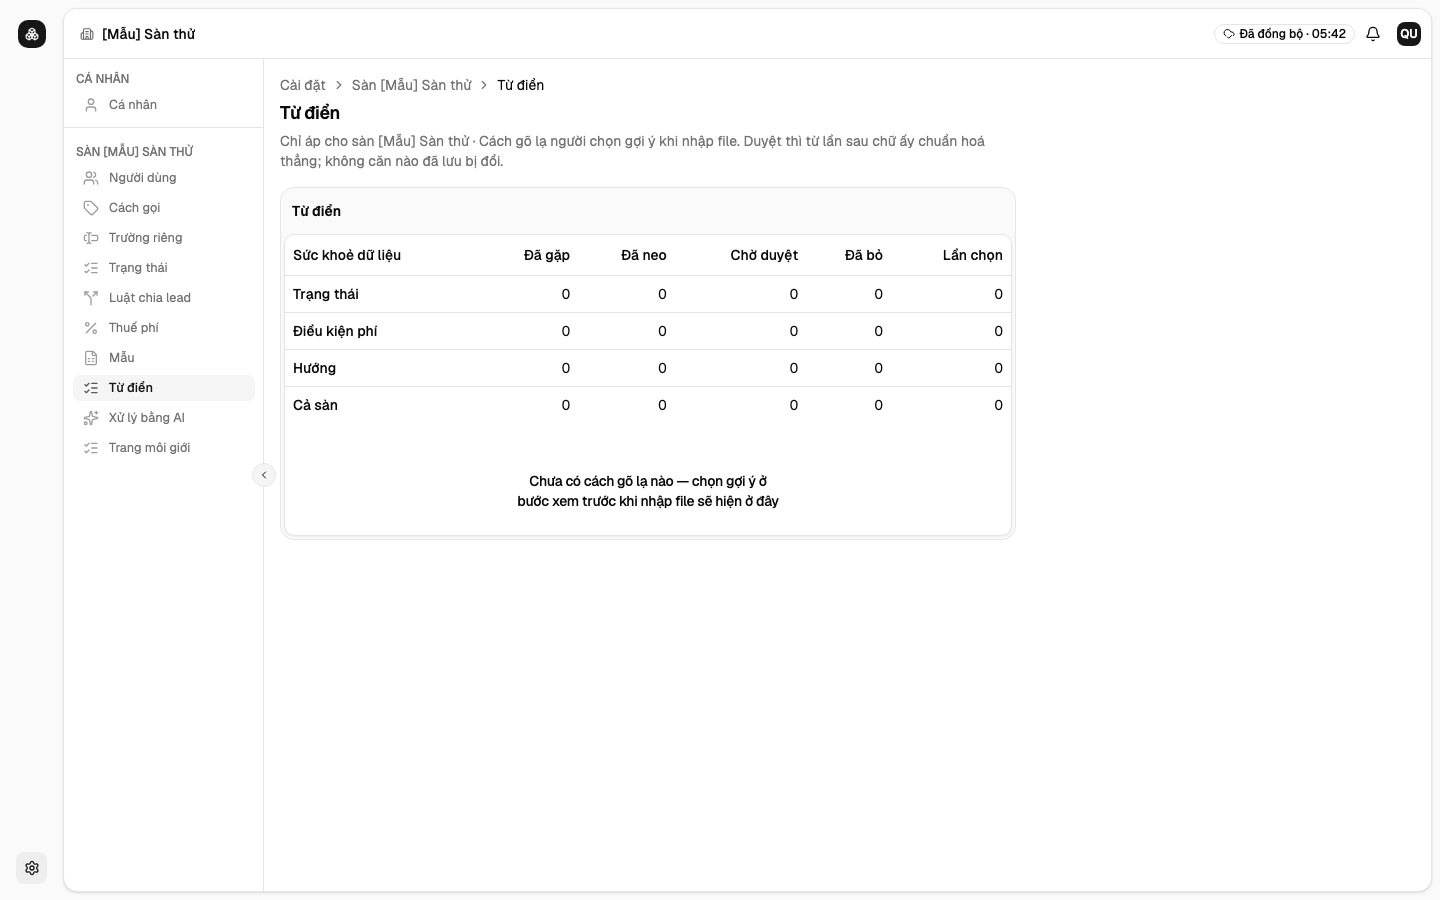 [Mẫu] Sàn thử
Đã đồng bộ · 05:42
QU
CÁ NHÂN
Cá nhân
SÀN [MẪU] SÀN THỬ
Người dùng
Cách gọi
Trường riêng
Trạng thái
Luật chia lead
Thuế phí
Mẫu
Từ điển
Xử lý bằng AI
Trang môi giới
Cài đặt > Sàn [Mẫu] Sàn thử > Từ điển
Từ điển
Chỉ áp cho sàn [Mẫu] Sàn thử · Cách gõ lạ người chọn gợi ý khi nhập file. Duyệt thì từ lần sau chữ ấy chuẩn hoá
thẳng; không căn nào đã lưu bị đổi.
Từ điển
Sức khoẻ dữ liệu Đã gặp Đã neo Chờ duyệt Đã bỏ Lần chọn
Trạng thái 0 0 0 0 0
Điều kiện phí 0 0 0 0 0
Hướng 0 0 0 0 0
Cả sàn 0 0 0 0 0
Chưa có cách gõ lạ nào — chọn gợi ý ở
bước xem trước khi nhập file sẽ hiện ở đây